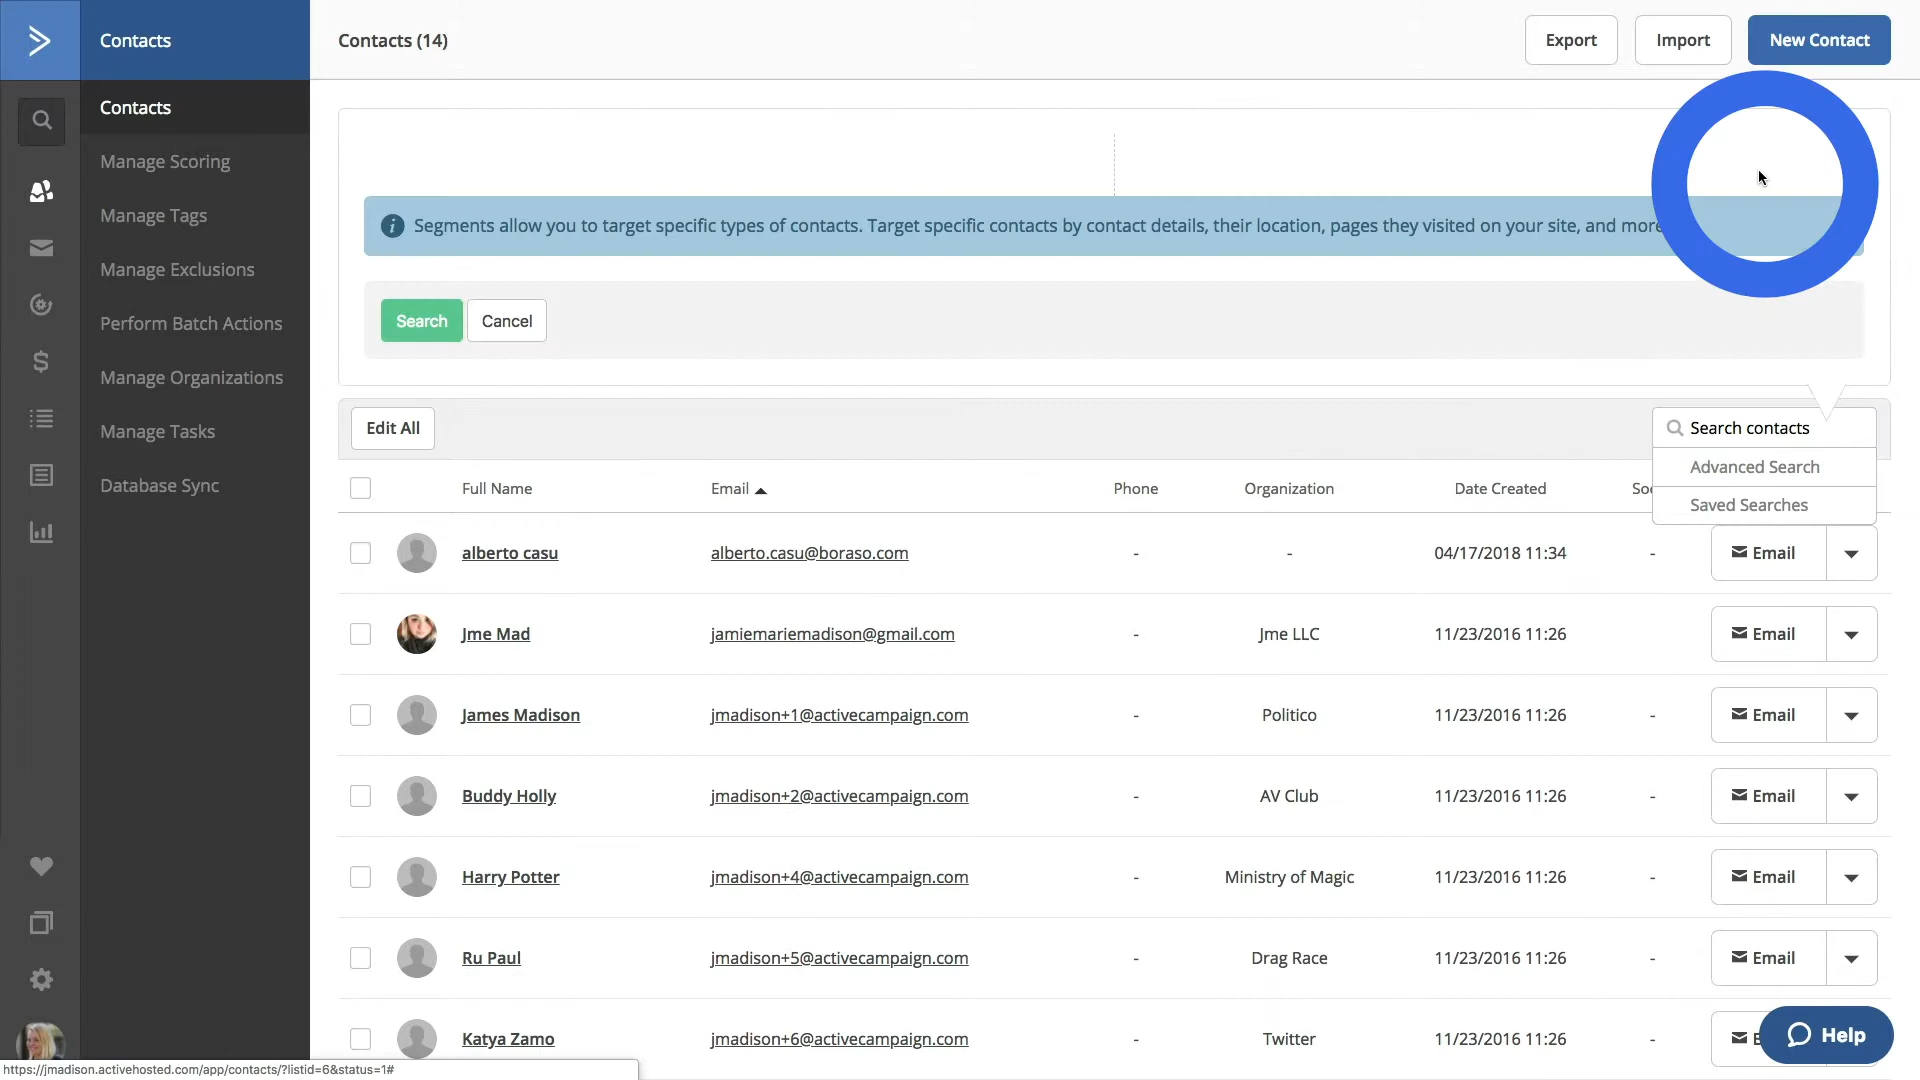 Contacts
Contacts (14)
Export
Import
New Contact
Contacts
Manage Scoring
Manage Tags
Manage Exclusions
Perform Batch Actions
Manage Organizations
Manage Tasks
Database Sync
Segments allow you to target specific types of contacts. Target specific contacts by contact details, their location, pages they visited on your site, and more
Search
Cancel
Edit All
Search contacts
Advanced Search
Saved Searches
Full Name
Email
Phone
Organization
Date Created
alberto casu
alberto.casu@boraso.com
-
-
04/17/2018 11:34
-
Email
Jme Mad
jamiemariemadison@gmail.com
-
Jme LLC
11/23/2016 11:26
Email
James Madison
jmadison+1@activecampaign.com
-
Politico
11/23/2016 11:26
-
Email
Buddy Holly
jmadison+2@activecampaign.com
-
AV Club
11/23/2016 11:26
-
Email
Harry Potter
jmadison+4@activecampaign.com
-
Ministry of Magic
11/23/2016 11:26
-
Email
Ru Paul
jmadison+5@activecampaign.com
-
Drag Race
11/23/2016 11:26
-
Email
Katya Zamo
jmadison+6@activecampaign.com
-
Twitter
11/23/2016 11:26
-
Help
https://jmadison.activehosted.com/app/contacts/?listid=6&status=1#